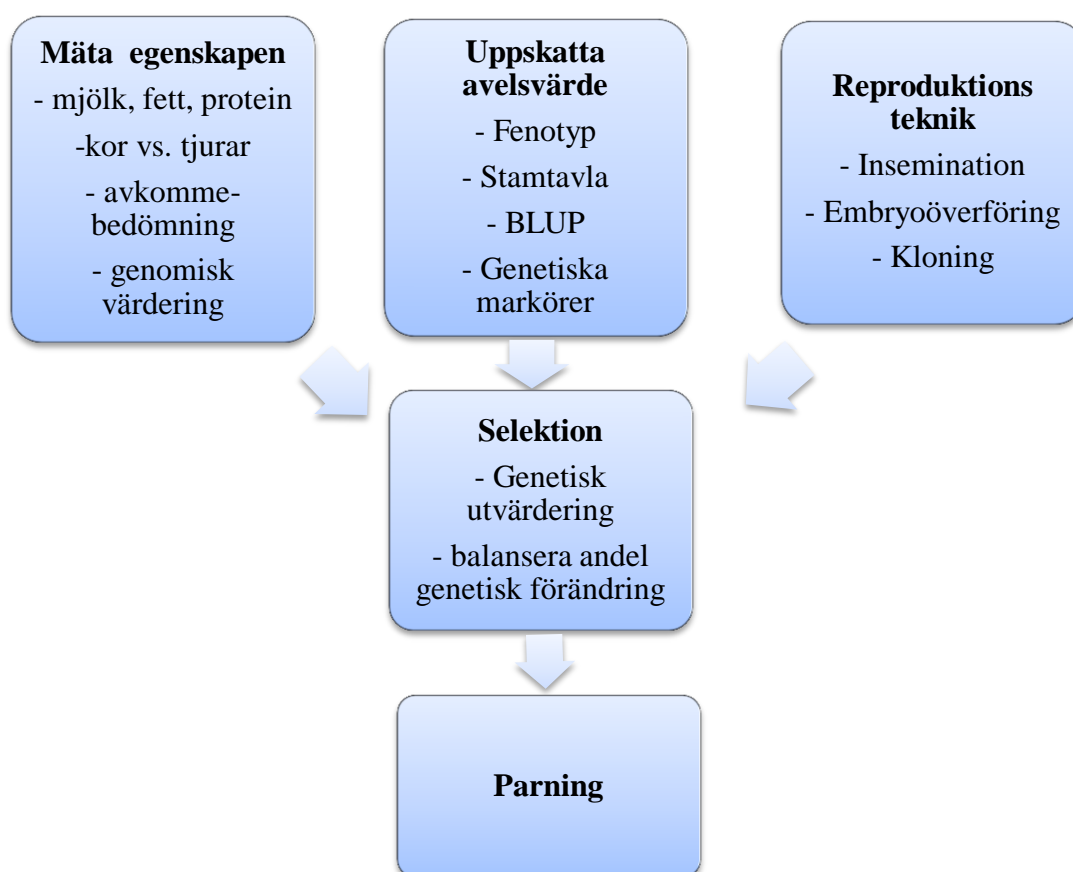 Mäta egenskapen
- mjölk, fett, protein
-kor vs. tjurar
- avkomme-
bedömning
- genomisk
värdering
Uppskatta
avelsvärde
- Fenotyp
- Stamtavla
- BLUP
- Genetiska
markörer
Reproduktions
teknik
- Insemination
- Embryoöverföring
- Kloning
Selektion
- Genetisk
utvärdering
- balansera andel
genetisk förändring
Parning